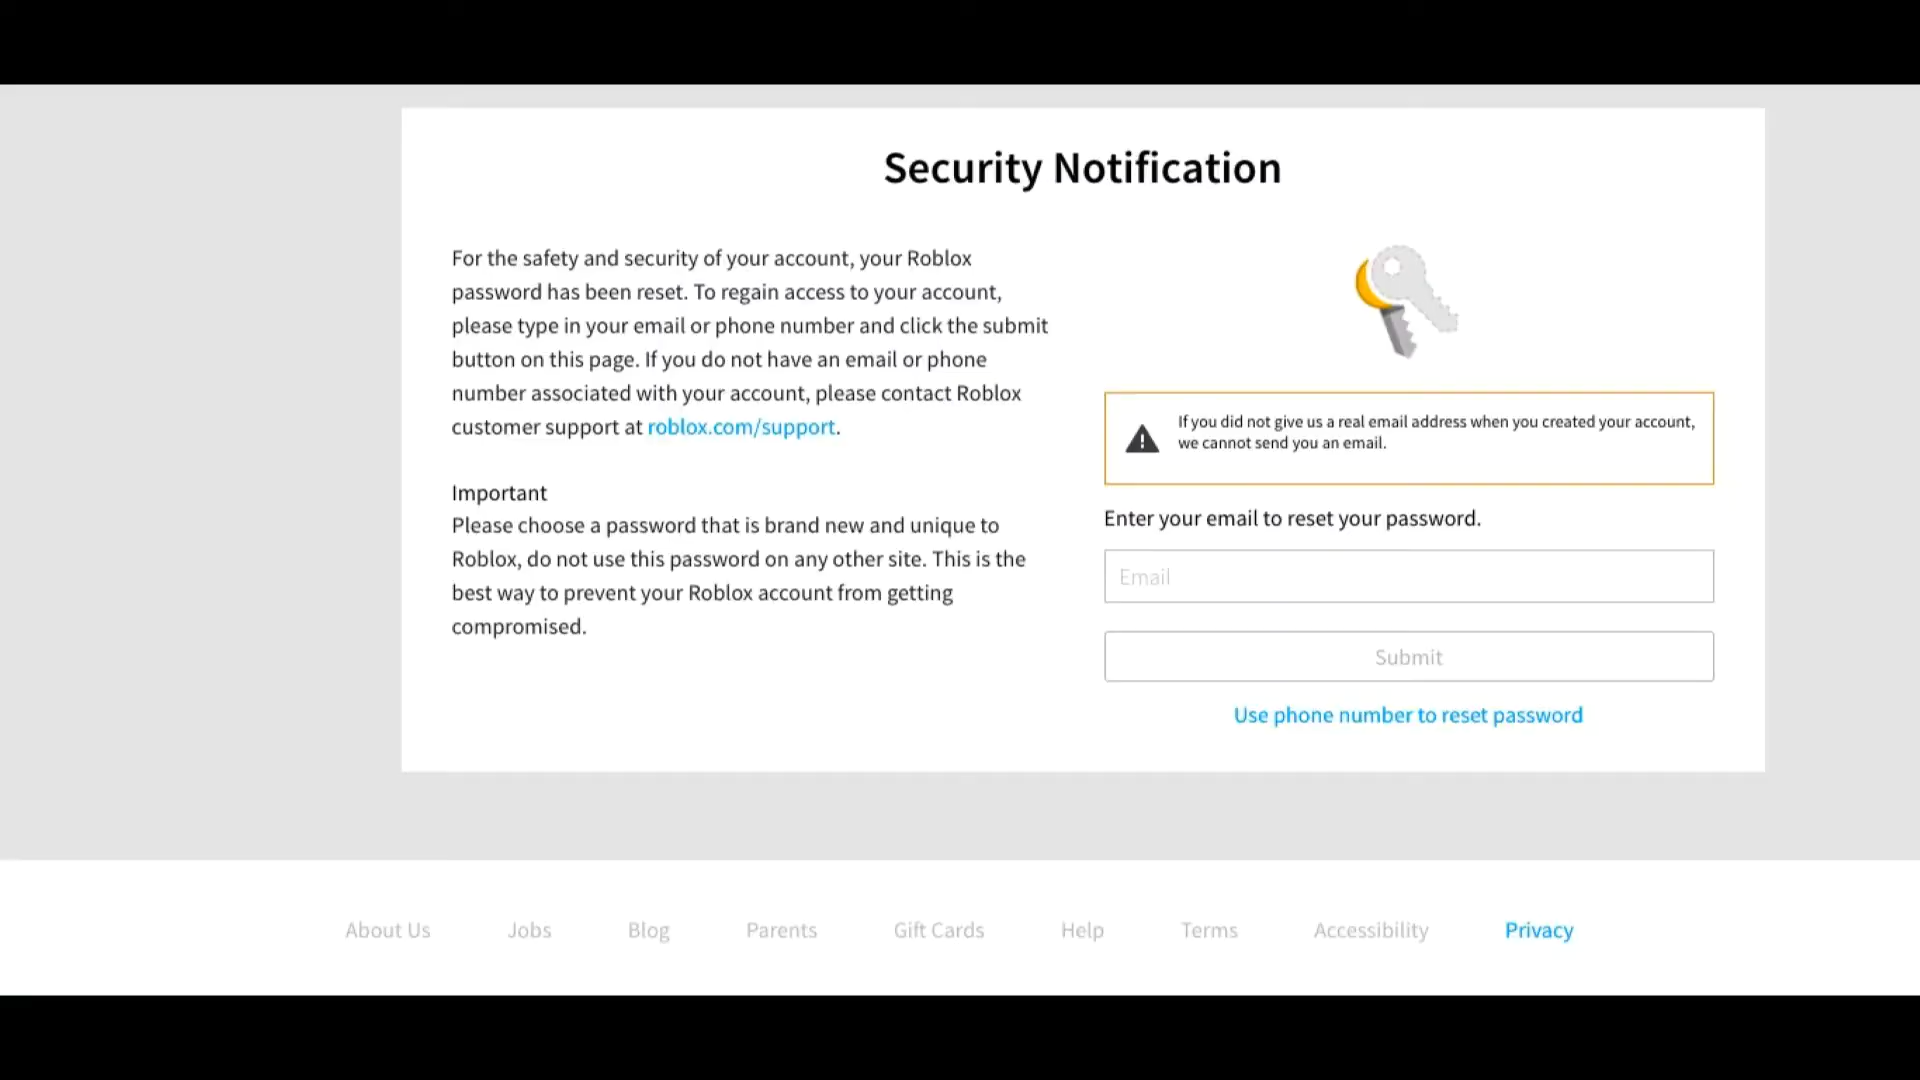 Security Notification
For the safety and security of your account, your Roblox
password has been reset. To regain access to your account,
please type in your email or phone number and click the submit
button on this page. If you do not have an email or phone
number associated with your account, please contact Roblox
customer support at roblox.com/support.
Important
Please choose a password that is brand new and unique to
Roblox, do not use this password on any other site. This is the
best way to prevent your Roblox account from getting
compromised.
If you did not give us a real email address when you created your account,
we cannot send you an email.
Enter your email to reset your password.
Email
Submit
Use phone number to reset password
About Us Jobs Blog Parents Gift Cards Help Terms Accessibility Privacy